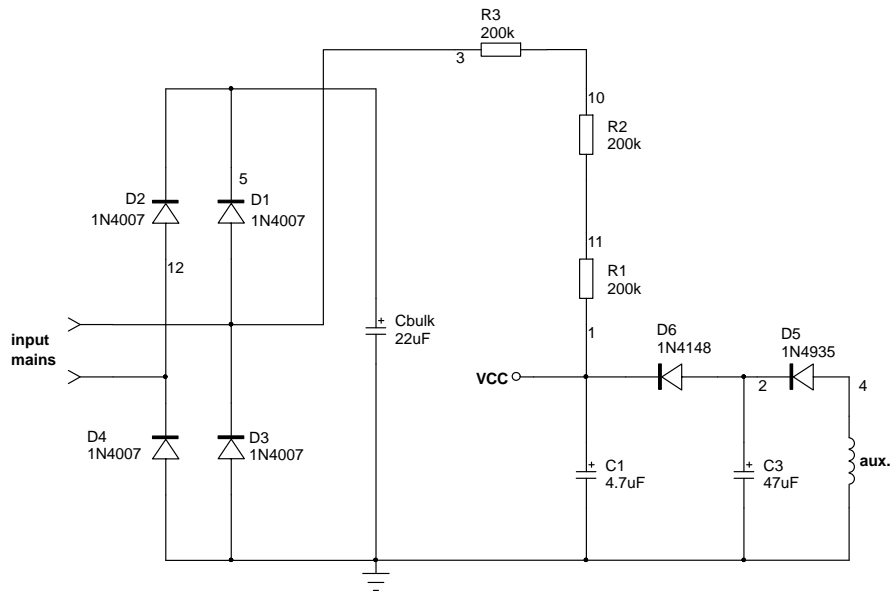 R3
200k
3
10
R2
200k
5
D2
1N4007
D1
1N4007
12
11
R1
200k
input
mains
+
Cbulk
22uF
1
D6
1N4148
D5
1N4935
VCC
2
4
D4
1N4007
D3
1N4007
+
C1
4.7uF
+
C3
47uF
aux.